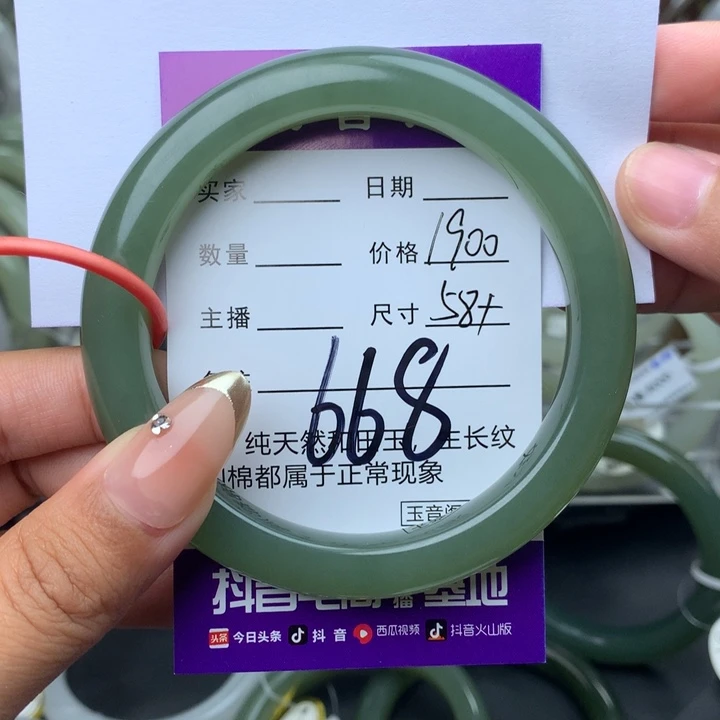 买家 日期
数量 价格 1900
主播 尺寸 58+
668
纯天然和田玉，生长纹
棉都属于正常现象
玉音阁
抖音电商直播基地
头条 今日头条 抖音 西瓜视频 抖音火山版